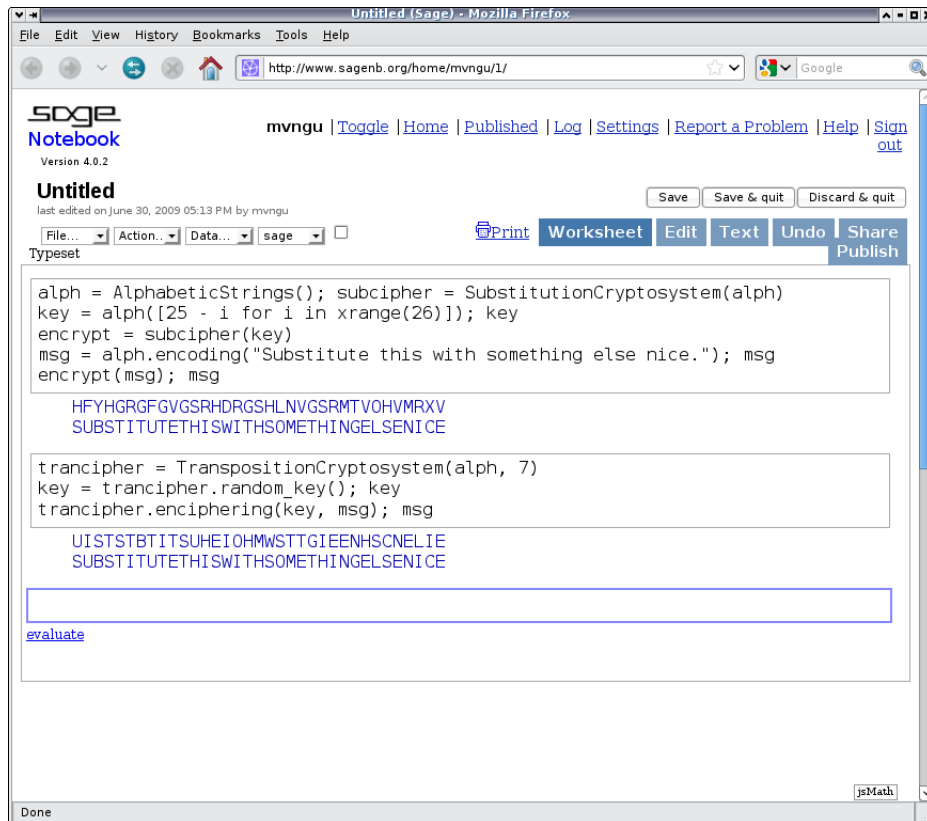 Untitled (Sage) - Mozilla Firefox
File Edit View History Bookmarks Tools Help
http://www.sagenb.org/home/mvngu/1/ Google
sage
Notebook
Version 4.0.2
mvngu | Toggle | Home | Published | Log | Settings | Report a Problem | Help | Sign
out
Untitled
last edited on June 30, 2009 05:13 PM by mvngu
Save Save & quit Discard & quit
File... Action.. Data... sage
Typeset
Print Worksheet Edit Text Undo Share
Publish
alph = AlphabeticStrings(); subcipher = SubstitutionCryptosystem(alph)
key = alph([25 - i for i in xrange(26)]); key
encrypt = subcipher(key)
msg = alph.encoding("Substitute this with something else nice."); msg
encrypt(msg); msg
HFYHGRGFGVGSRHDRGSHLNVGSRMTVOHVMRXV
SUBSTITUTETHISWITHSOMETHINGELSENICE
trancipher = TranspositionCryptosystem(alph, 7)
key = trancipher.random_key(); key
trancipher.enciphering(key, msg); msg
UISTSTBTITSUHEIOHMWSTTGIEENHSCNELIE
SUBSTITUTETHISWITHSOMETHINGELSENICE
evaluate
jsMath
Done